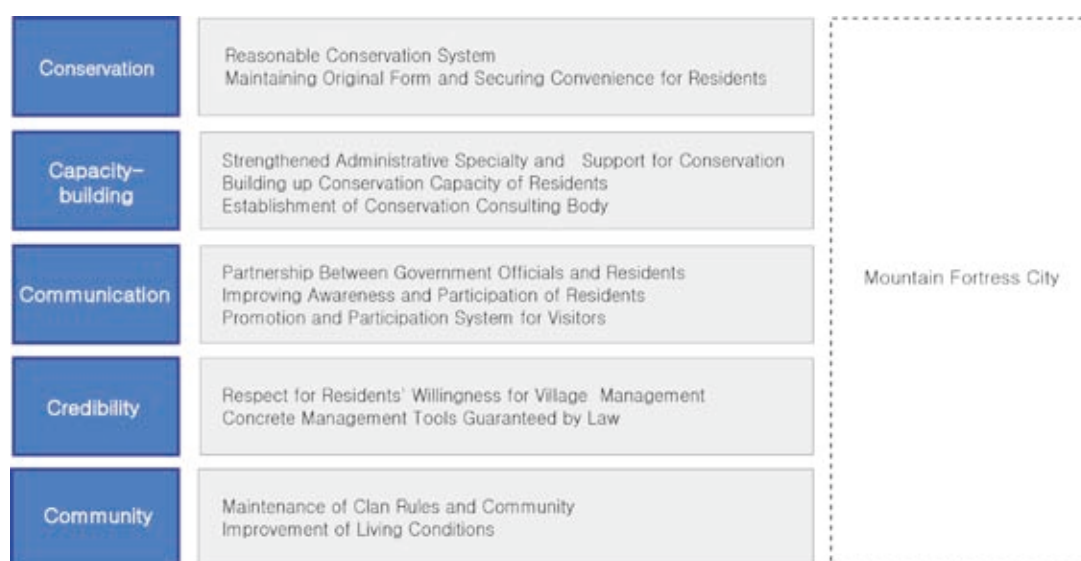 Conservation
Reasonable Conservation System
Maintaining Original Form and Securing Convenience for Residents
Capacity-
building
Strengthened Administrative Specialty and Support for Conservation
Building up Conservation Capacity of Residents
Establishment of Conservation Consulting Body
Communication
Partnership Between Government Officials and Residents
Improving Awareness and Participation of Residents
Promotion and Participation System for Visitors
Credibility
Respect for Residents' Willingness for Village Management
Concrete Management Tools Guaranteed by Law
Community
Maintenance of Clan Rules and Community
Improvement of Living Conditions
Mountain Fortress City